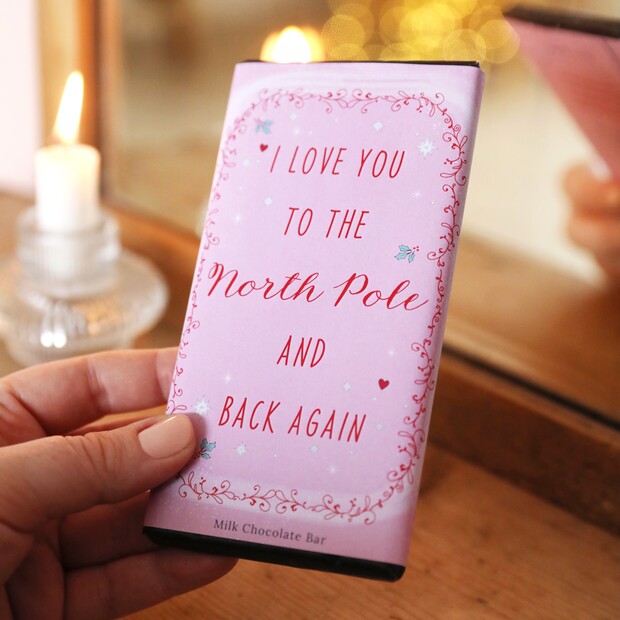 I LOVE YOU
TO THE
North Pole
AND
BACK AGAIN
Milk Chocolate Bar